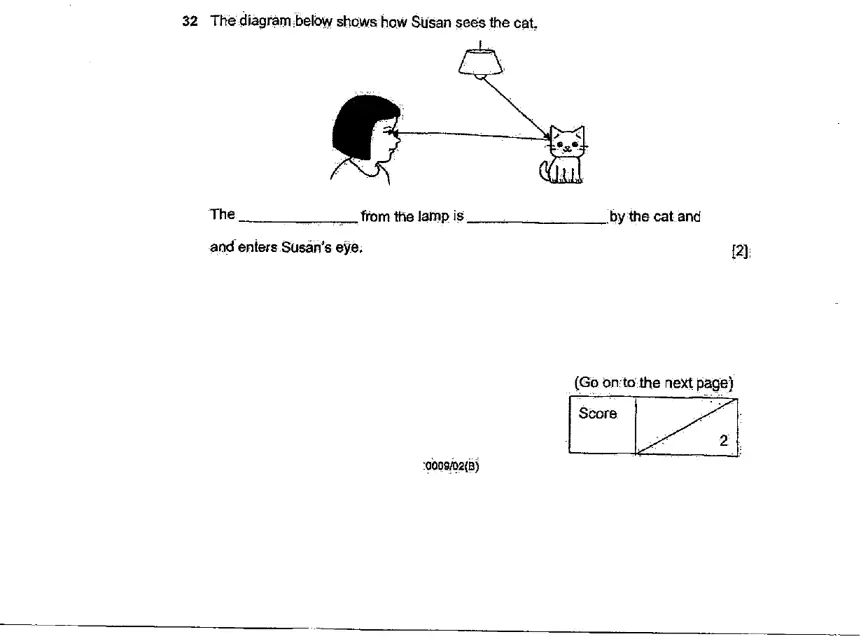 32 The diagram below shows how Susan sees the cat.
The ______________ from the lamp is ________________ by the cat and
and enters Susan's eye. [2]
(Go on to the next page)
Score 2
0009/02(B)